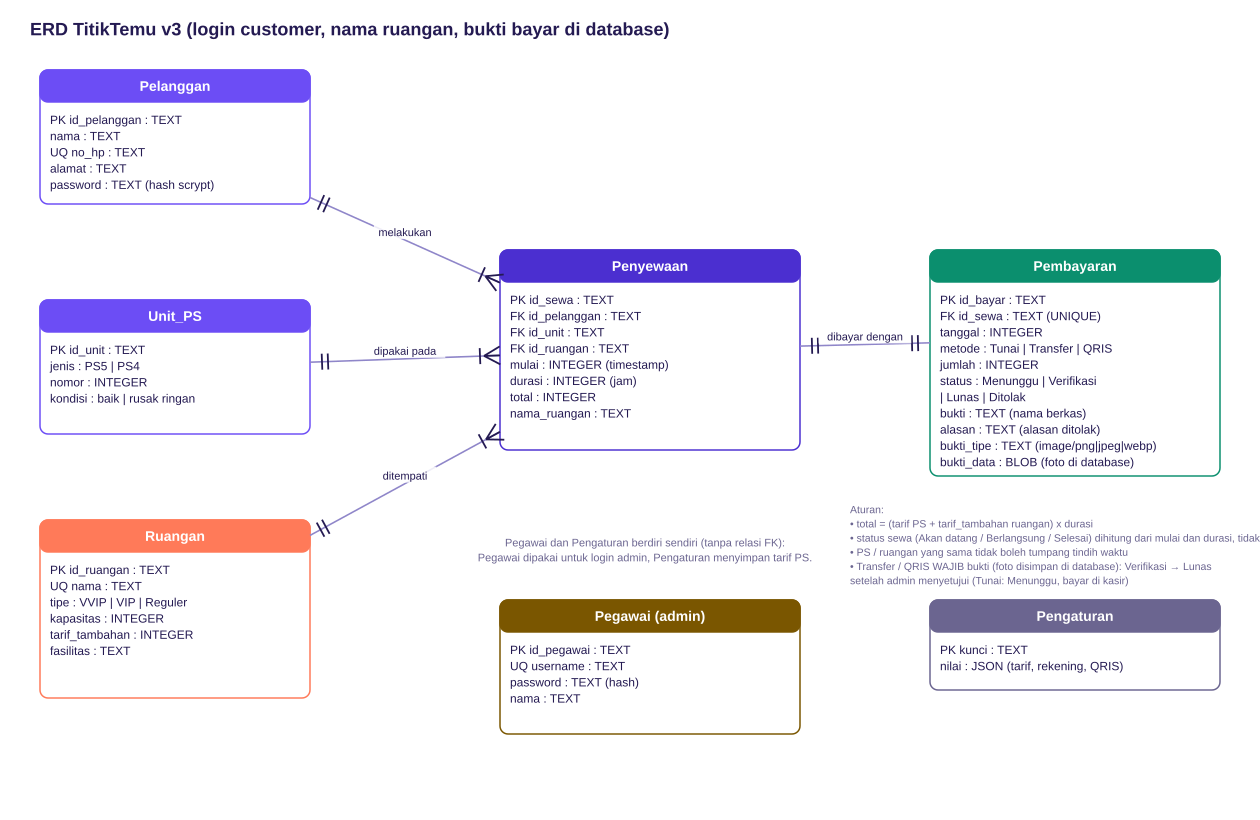 ERD TitikTemu v3 (login customer, nama ruangan, bukti bayar di database)
Pelanggan
PK id_pelanggan : TEXT
nama : TEXT
UQ no_hp : TEXT
alamat : TEXT
password : TEXT (hash scrypt)
melakukan
Unit_PS
PK id_unit : TEXT
jenis : PS5 | PS4
nomor : INTEGER
kondisi : baik | rusak ringan
dipakai pada
Penyewaan
PK id_sewa : TEXT
FK id_pelanggan : TEXT
FK id_unit : TEXT
FK id_ruangan : TEXT
mulai : INTEGER (timestamp)
durasi : INTEGER (jam)
total : INTEGER
nama_ruangan : TEXT
dibayar dengan
Pembayaran
PK id_bayar : TEXT
FK id_sewa : TEXT (UNIQUE)
tanggal : INTEGER
metode : Tunai | Transfer | QRIS
jumlah : INTEGER
status : Menunggu | Verifikasi
| Lunas | Ditolak
bukti : TEXT (nama berkas)
alasan : TEXT (alasan ditolak)
bukti_tipe : TEXT (image/png|jpeg|webp)
bukti_data : BLOB (foto di database)
ditempati
Ruangan
PK id_ruangan : TEXT
UQ nama : TEXT
tipe : VVIP | VIP | Reguler
kapasitas : INTEGER
tarif_tambahan : INTEGER
fasilitas : TEXT
Pegawai dan Pengaturan berdiri sendiri (tanpa relasi FK):
Pegawai dipakai untuk login admin, Pengaturan menyimpan tarif PS.
Aturan:
• total = (tarif PS + tarif_tambahan ruangan) x durasi
• status sewa (Akan datang / Berlangsung / Selesai) dihitung dari mulai dan durasi, tidak
• PS / ruangan yang sama tidak boleh tumpang tindih waktu
• Transfer / QRIS WAJIB bukti (foto disimpan di database): Verifikasi → Lunas
setelah admin menyetujui (Tunai: Menunggu, bayar di kasir)
Pegawai (admin)
PK id_pegawai : TEXT
UQ username : TEXT
password : TEXT (hash)
nama : TEXT
Pengaturan
PK kunci : TEXT
nilai : JSON (tarif, rekening, QRIS)